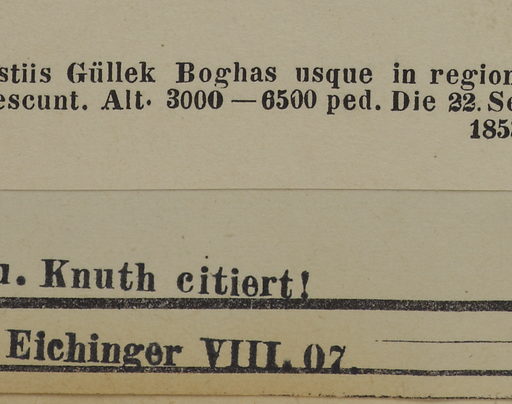 stiis Güllek Boghas usque in region
escunt. Alt. 3000 — 6500 ped. Die 22. Se
1853
u. Knuth citiert!
Eichinger VIII. 07.